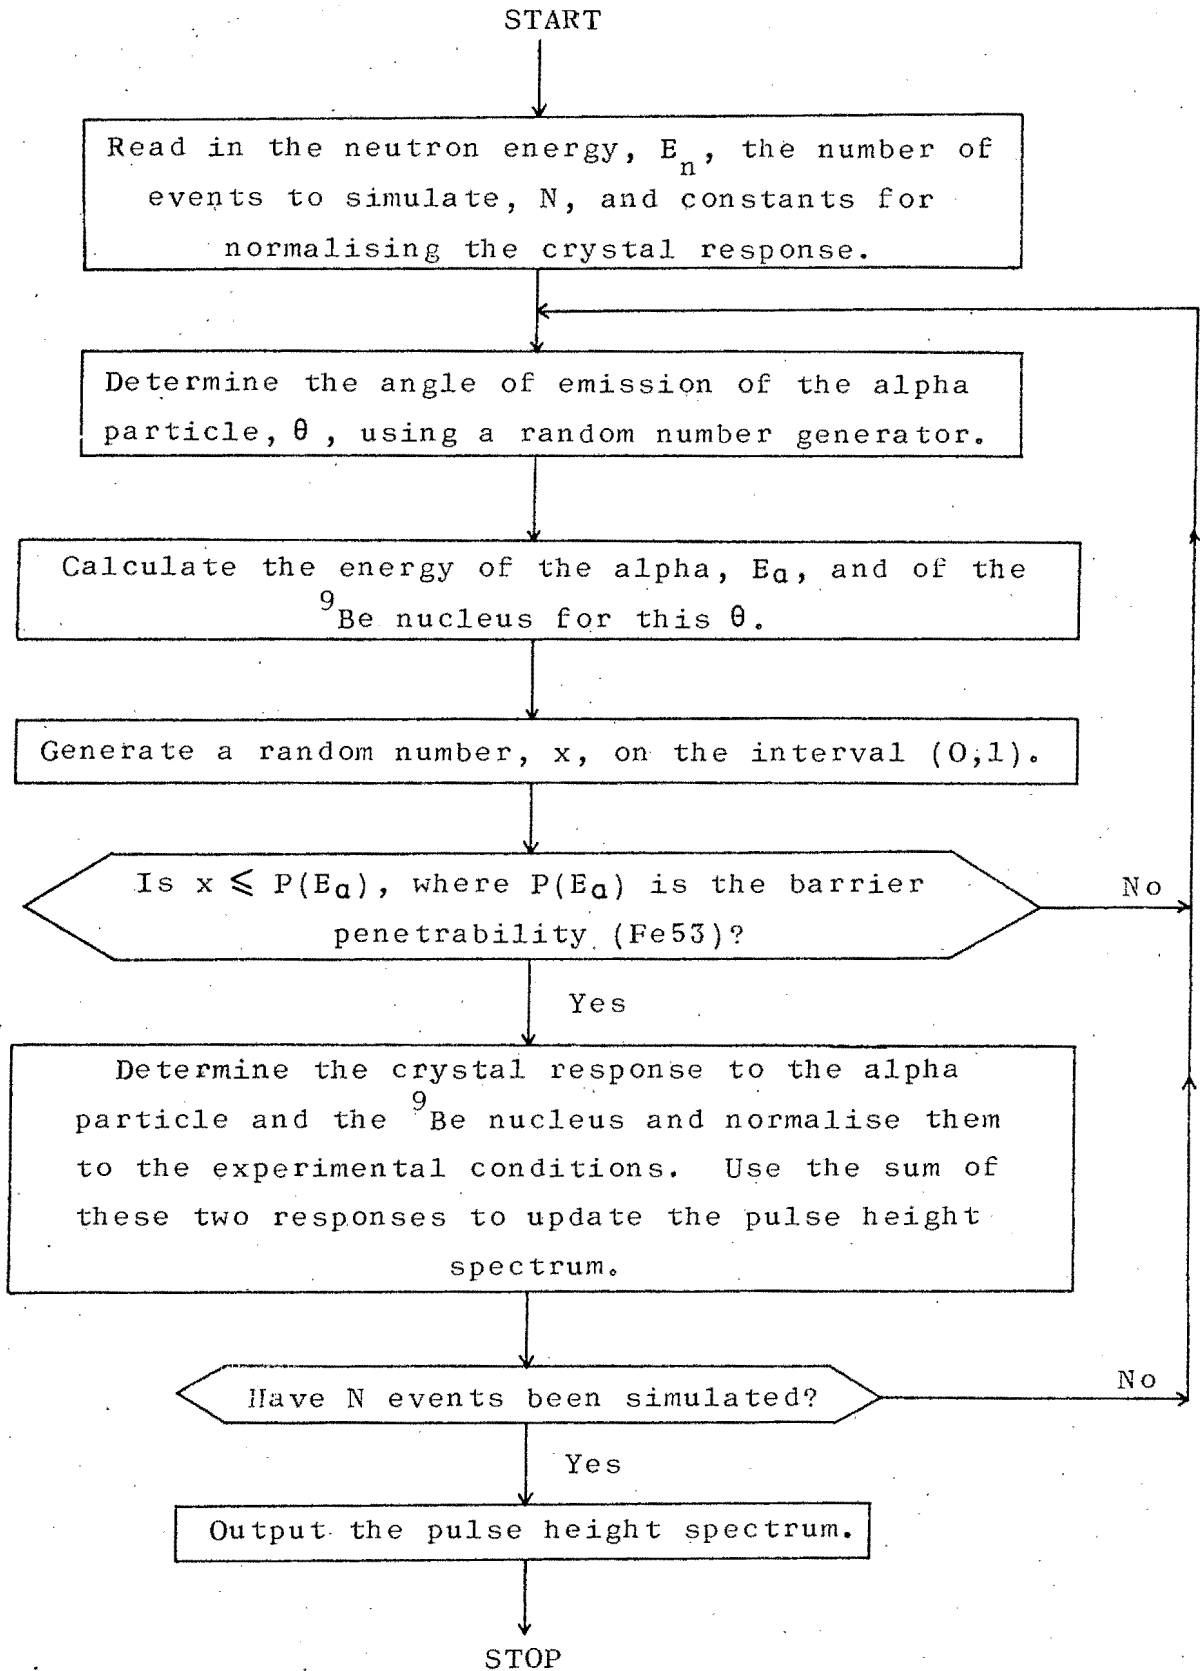 START
Read in the neutron energy, E_n, the number of
events to simulate, N, and constants for
normalising the crystal response.
Determine the angle of emission of the alpha
particle, θ, using a random number generator.
Calculate the energy of the alpha, Eα, and of the
⁹Be nucleus for this θ.
Generate a random number, x, on the interval (0,1).
Is x ⩽ P(Eα), where P(Eα) is the barrier
penetrability (Fe53)?
No
Yes
Determine the crystal response to the alpha
particle and the ⁹Be nucleus and normalise them
to the experimental conditions. Use the sum of
these two responses to update the pulse height
spectrum.
Have N events been simulated?
No
Yes
Output the pulse height spectrum.
STOP